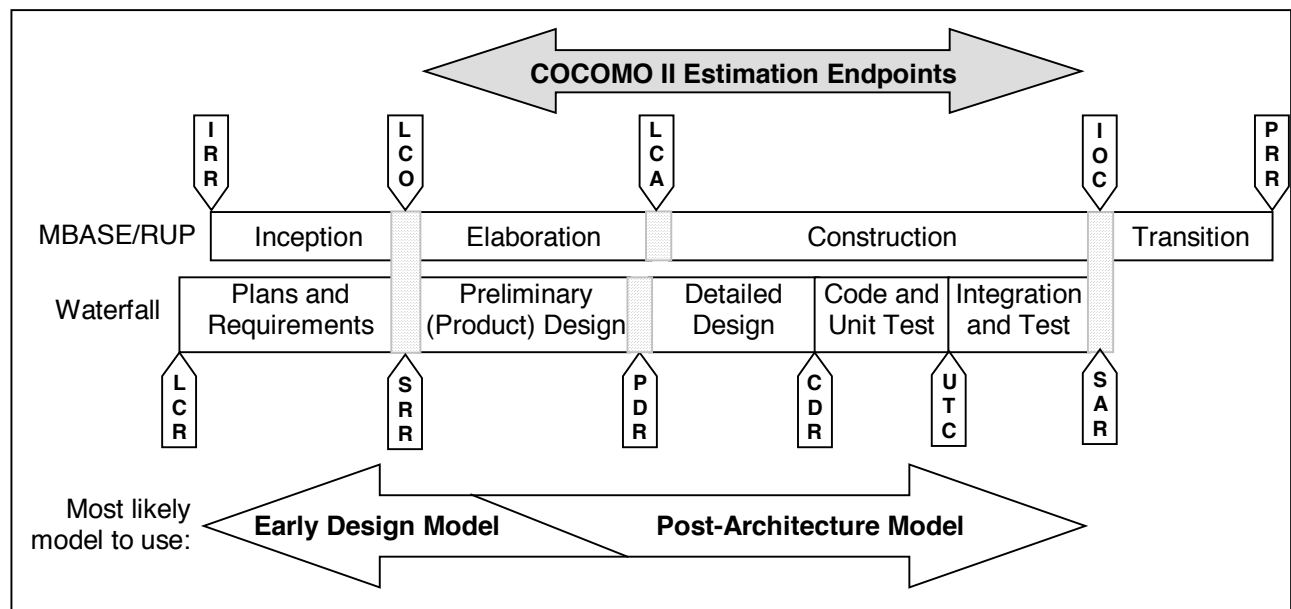 COCOMO II Estimation Endpoints
IRR
LCO
LCA
IOC
PRR
MBASE/RUP
Inception
Elaboration
Construction
Transition
Waterfall
Plans and
Requirements
Preliminary
(Product) Design
Detailed
Design
Code and
Unit Test
Integration
and Test
LCR
SRR
PDR
CDR
UTC
SAR
Most likely
model to use:
Early Design Model
Post-Architecture Model